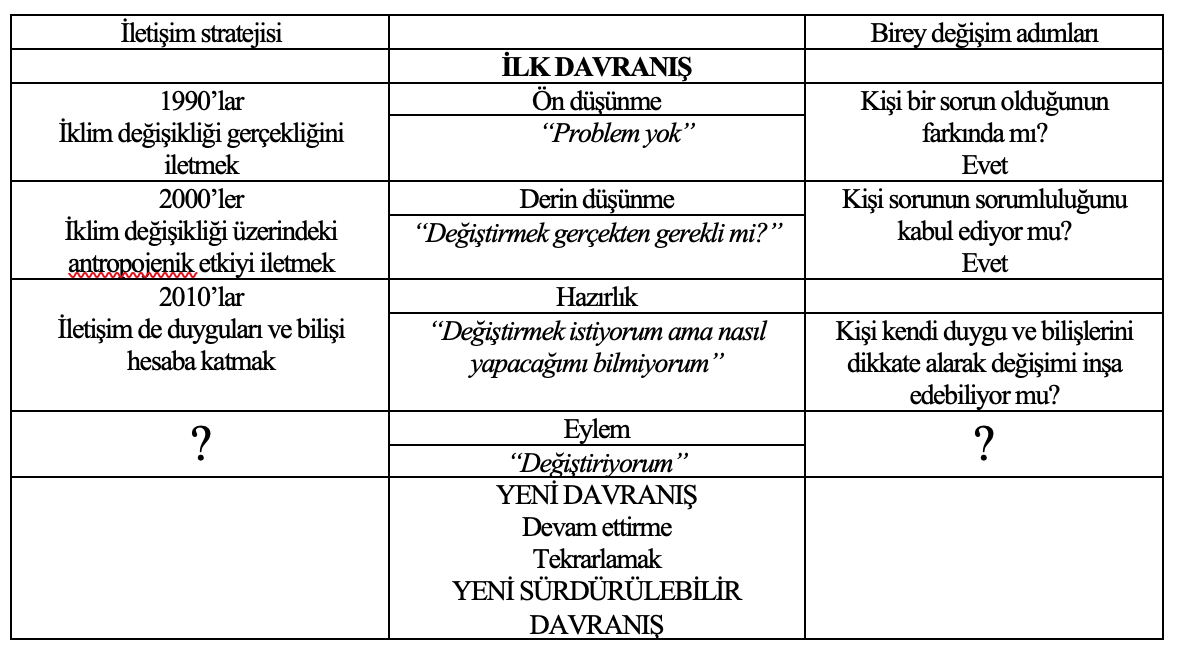 İletişim stratejisi
Birey değişim adımları
İLK DAVRANIŞ
1990’lar
İklim değişikliği gerçekliğini
iletmek
Ön düşünme
“Problem yok”
Kişi bir sorun olduğunun
farkında mı?
Evet
2000’ler
İklim değişikliği üzerindeki
antropojenik etkiyi iletmek
Derin düşünme
“Değiştirmek gerçekten gerekli mi?”
Kişi sorunun sorumluluğunu
kabul ediyor mu?
Evet
2010’lar
İletişim de duyguları ve bilişi
hesaba katmak
Hazırlık
“Değiştirmek istiyorum ama nasıl
yapacağımı bilmiyorum”
Kişi kendi duygu ve bilişlerini
dikkate alarak değişimi inşa
edebiliyor mu?
?
Eylem
“Değiştiriyorum”
?
YENİ DAVRANIŞ
Devam ettirme
Tekrarlamak
YENİ SÜRDÜRÜLEBİLİR
DAVRANIŞ